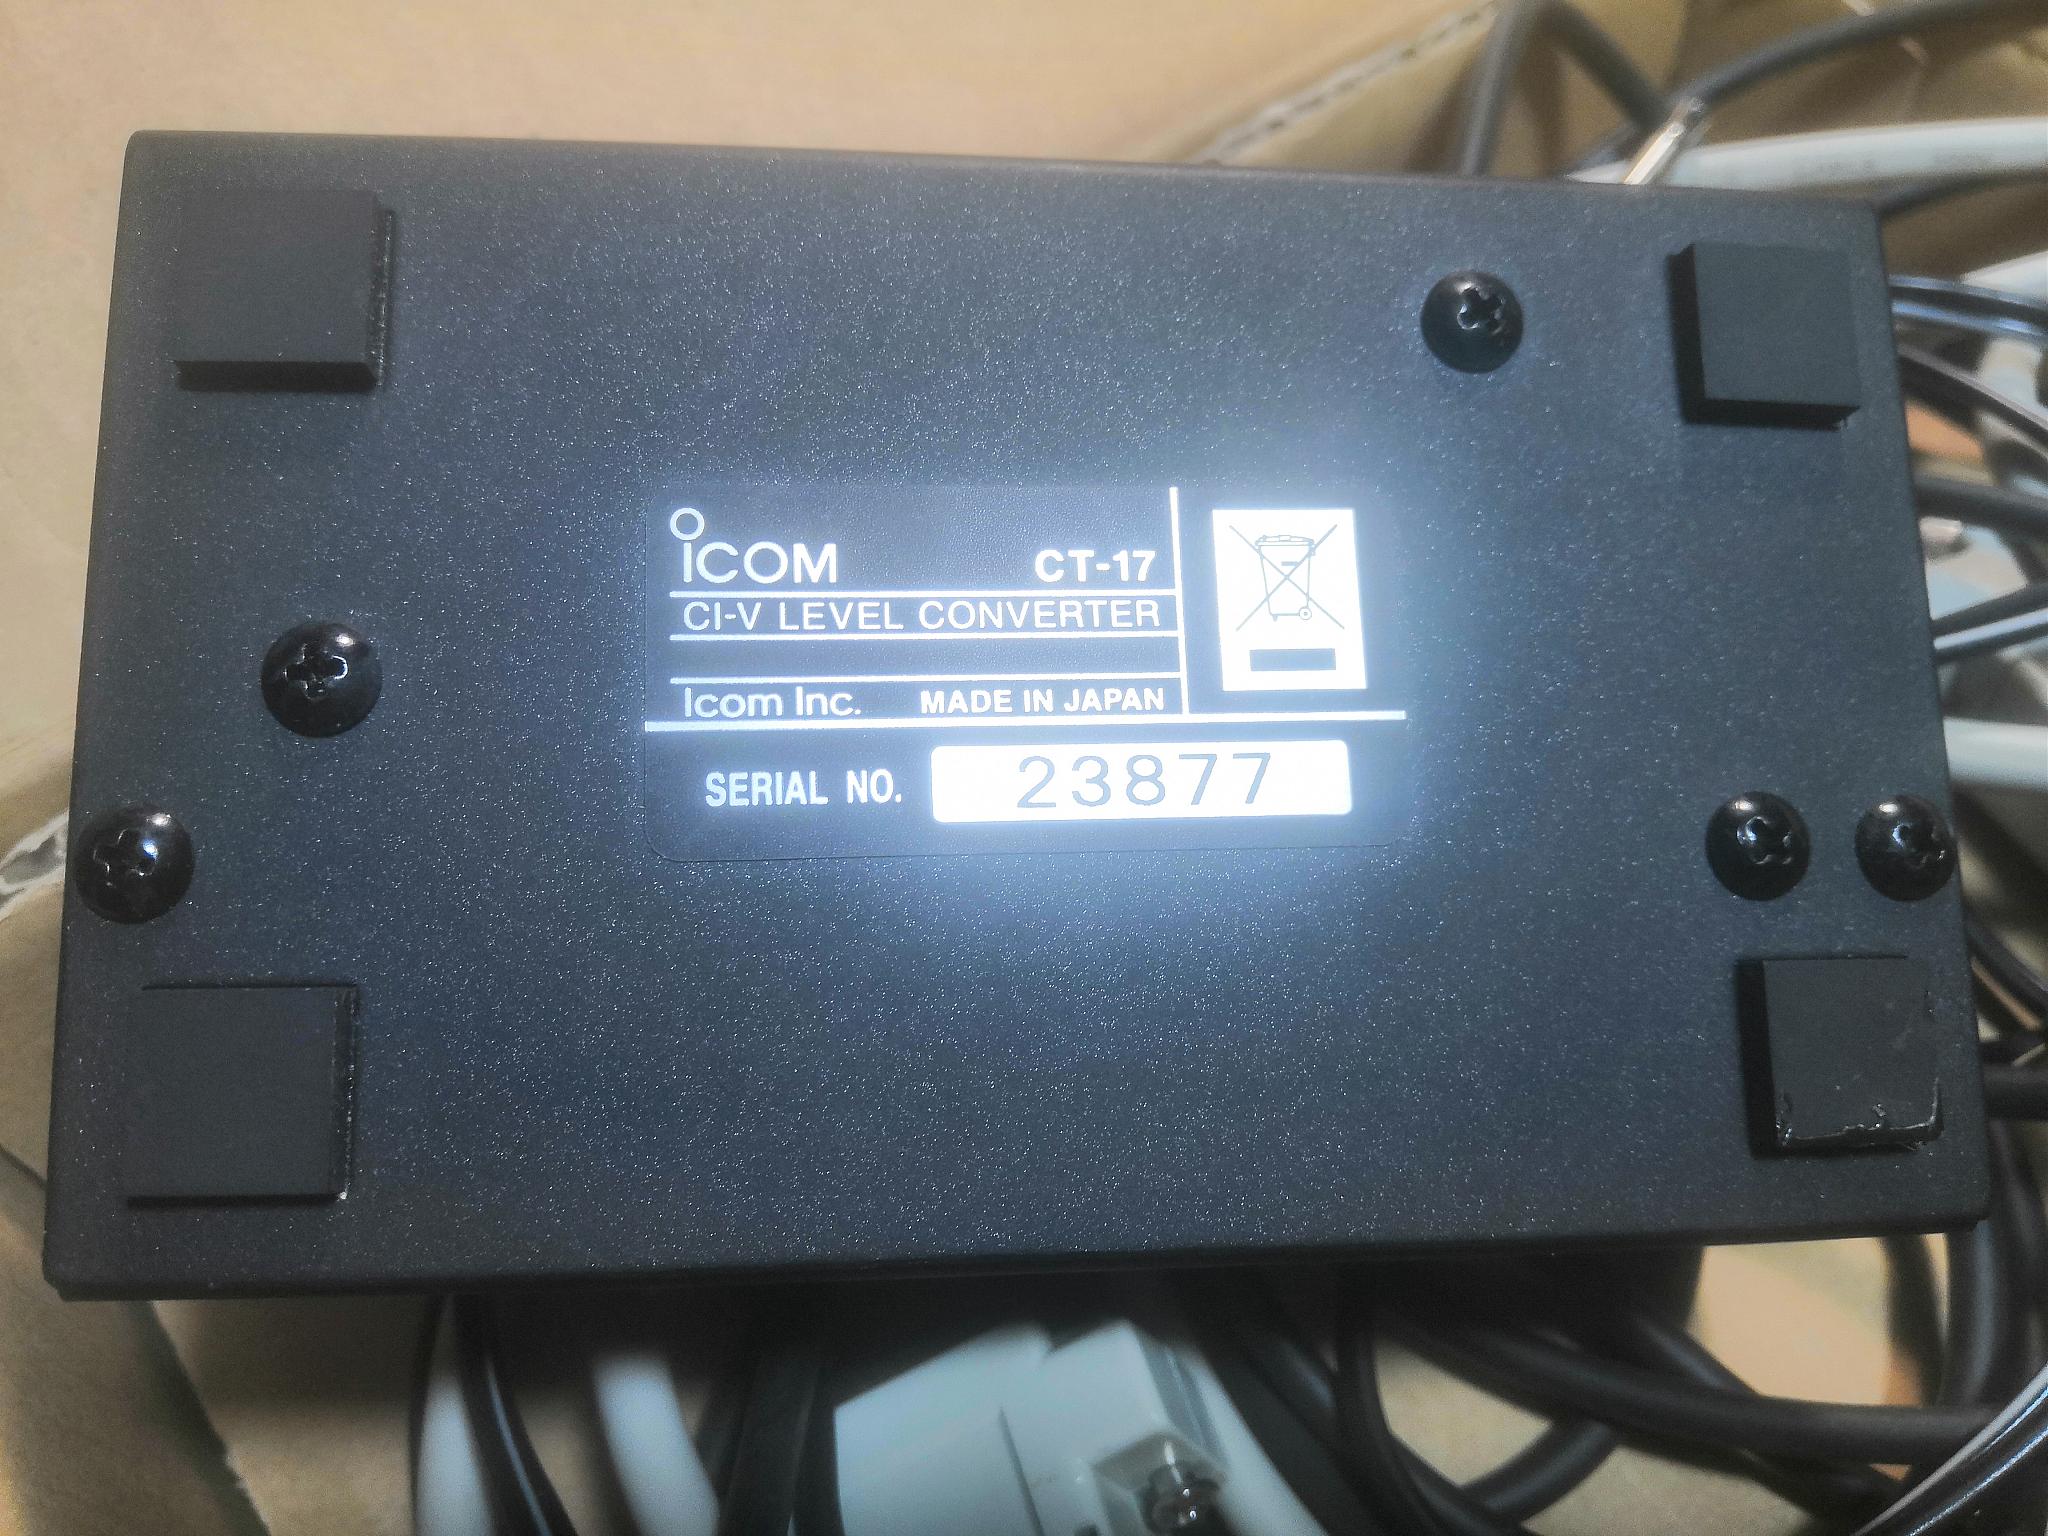 ICOM CT-17
CI-V LEVEL CONVERTER
Icom Inc. MADE IN JAPAN
SERIAL NO. 23877